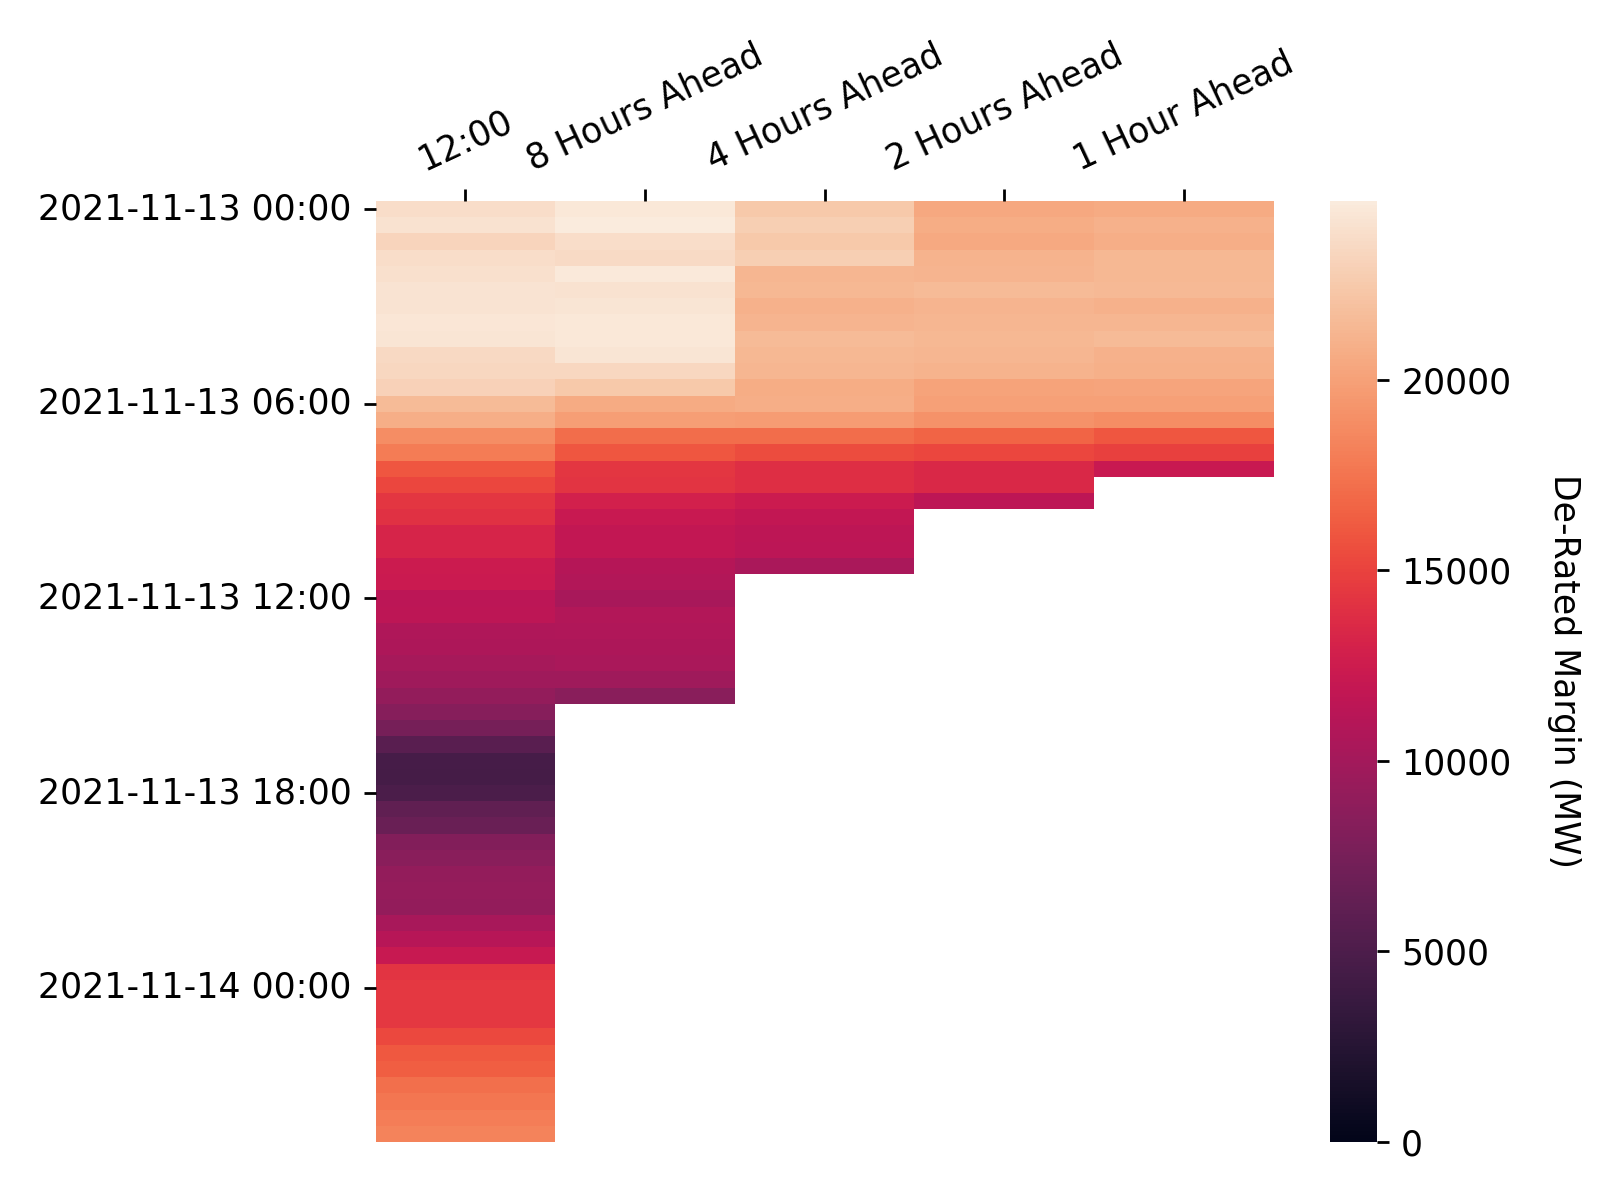 12:00
8 Hours Ahead
4 Hours Ahead
2 Hours Ahead
1 Hour Ahead
2021-11-13 00:00
2021-11-13 06:00
2021-11-13 12:00
2021-11-13 18:00
2021-11-14 00:00
20000
15000
10000
5000
0
De-Rated Margin (MW)